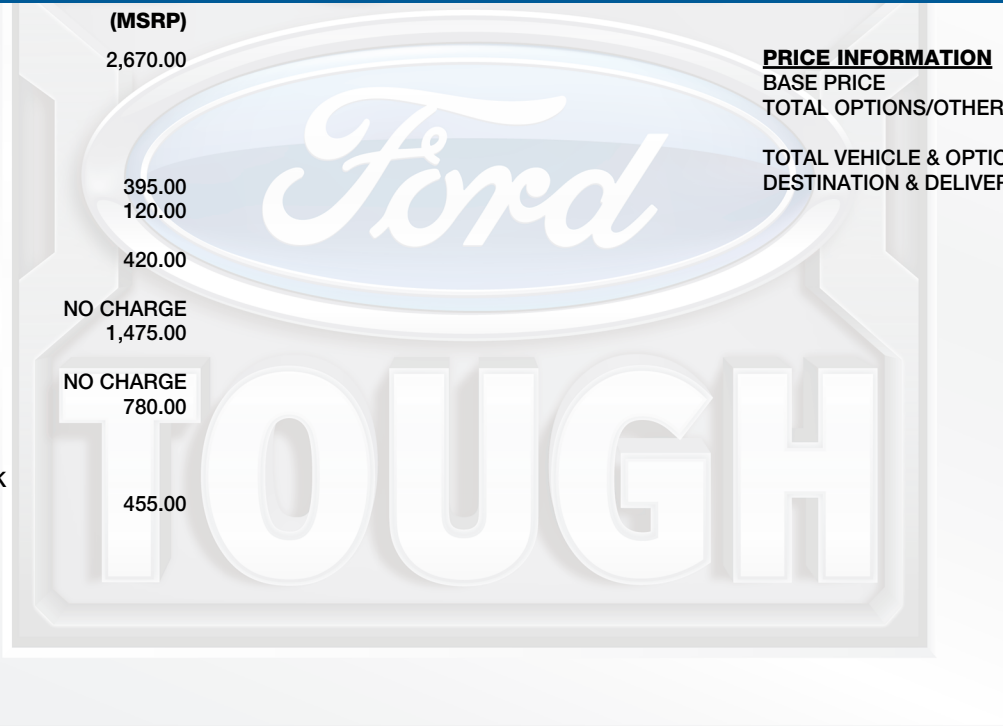 (MSRP)
2,670.00
395.00
120.00
420.00
NO CHARGE
1,475.00
NO CHARGE
780.00
K
455.00
PRICE INFORMATION
BASE PRICE
TOTAL OPTIONS/OTHER
TOTAL VEHICLE & OPTIO
DESTINATION & DELIVER
Ford
TOUGH